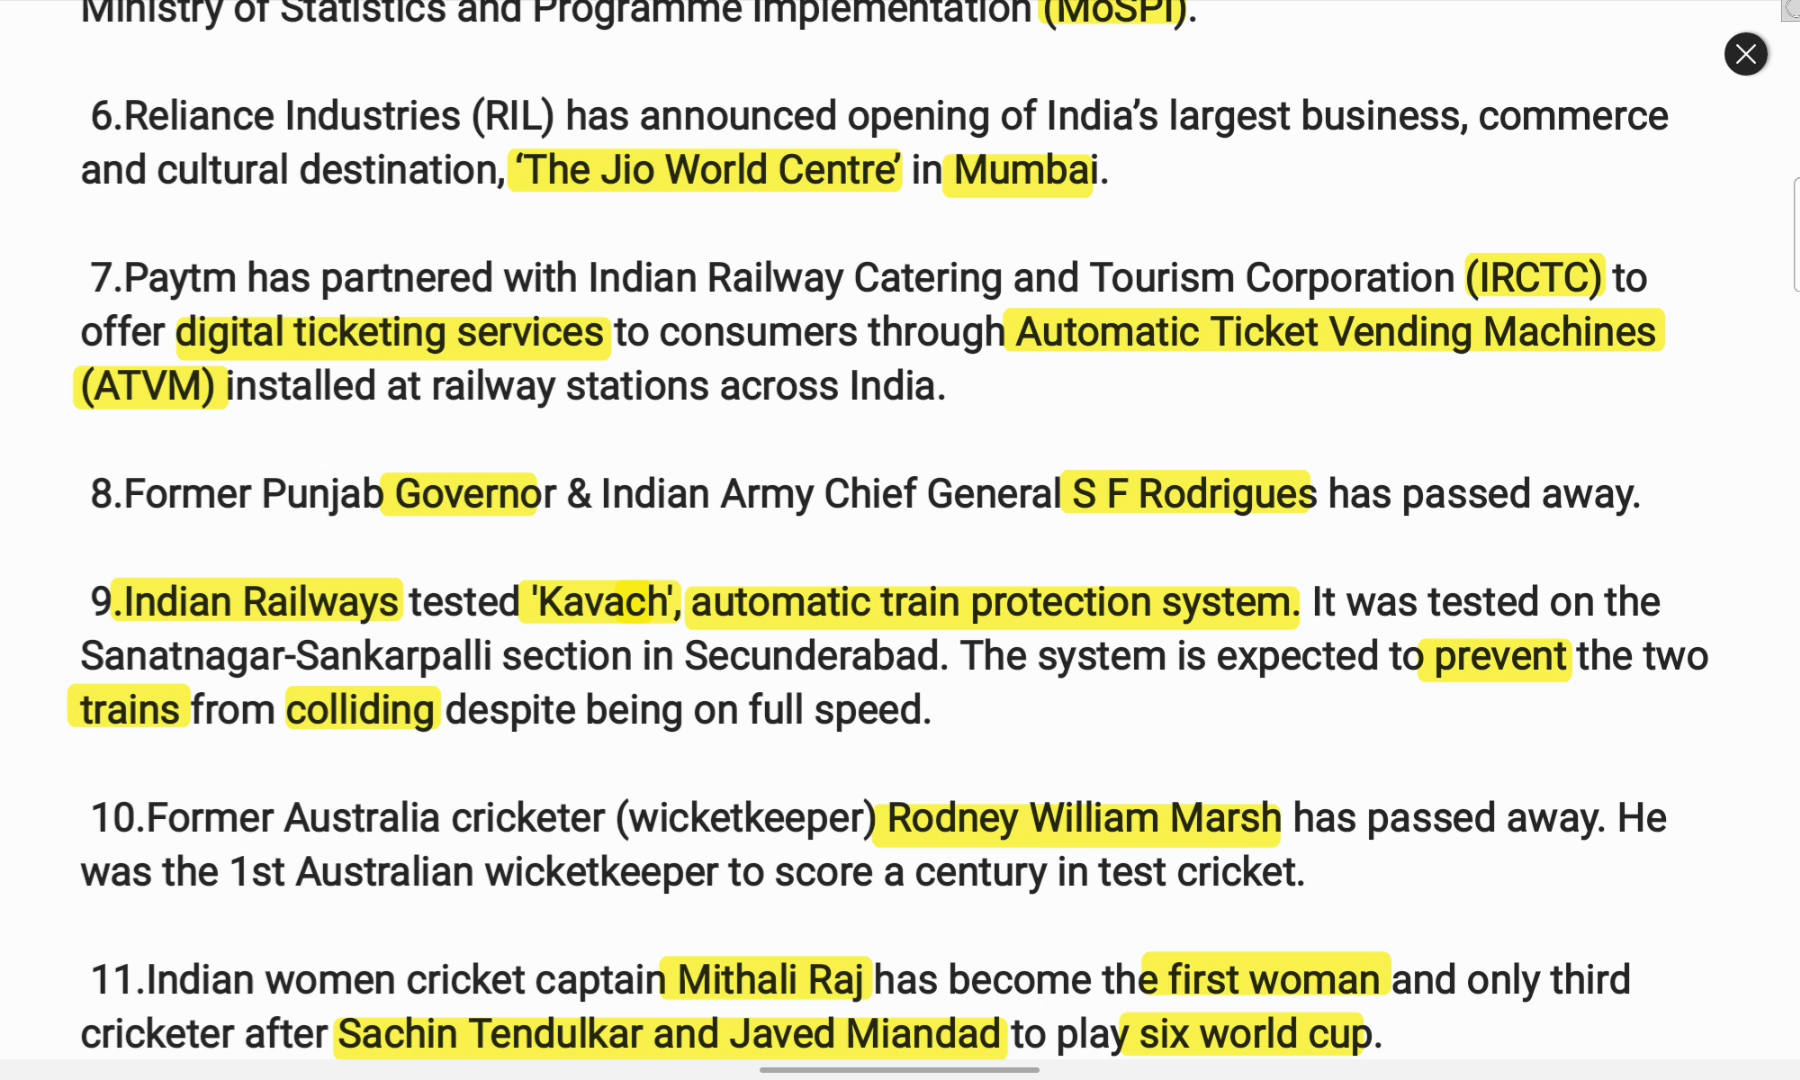 Ministry of Statistics and Programme Implementation (MoSPI).
6.Reliance Industries (RIL) has announced opening of India’s largest business, commerce
and cultural destination, ‘The Jio World Centre’ in Mumbai.
7.Paytm has partnered with Indian Railway Catering and Tourism Corporation (IRCTC) to
offer digital ticketing services to consumers through Automatic Ticket Vending Machines
(ATVM) installed at railway stations across India.
8.Former Punjab Governor & Indian Army Chief General S F Rodrigues has passed away.
9.Indian Railways tested 'Kavach', automatic train protection system. It was tested on the
Sanatnagar-Sankarpalli section in Secunderabad. The system is expected to prevent the two
trains from colliding despite being on full speed.
10.Former Australia cricketer (wicketkeeper) Rodney William Marsh has passed away. He
was the 1st Australian wicketkeeper to score a century in test cricket.
11.Indian women cricket captain Mithali Raj has become the first woman and only third
cricketer after Sachin Tendulkar and Javed Miandad to play six world cup.